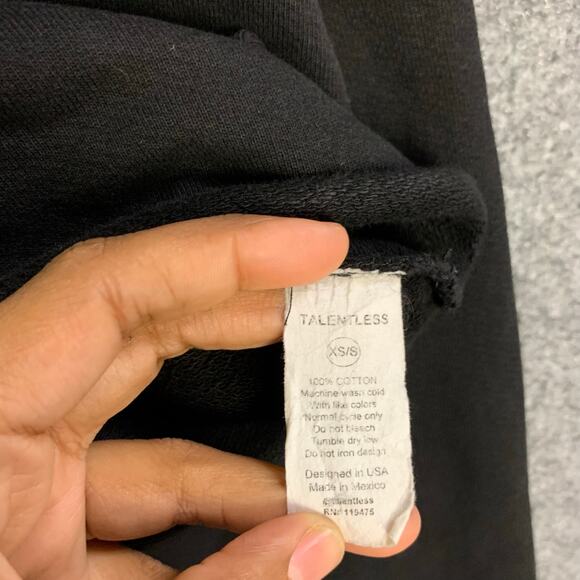 TALENTLESS
XS/S
100% COTTON
Machine wash cold
With like colors
Normal cycle only
Do not bleach
Tumble dry low
Do not iron design
Designed in USA
Made in Mexico
© Talentless
RN# 119475